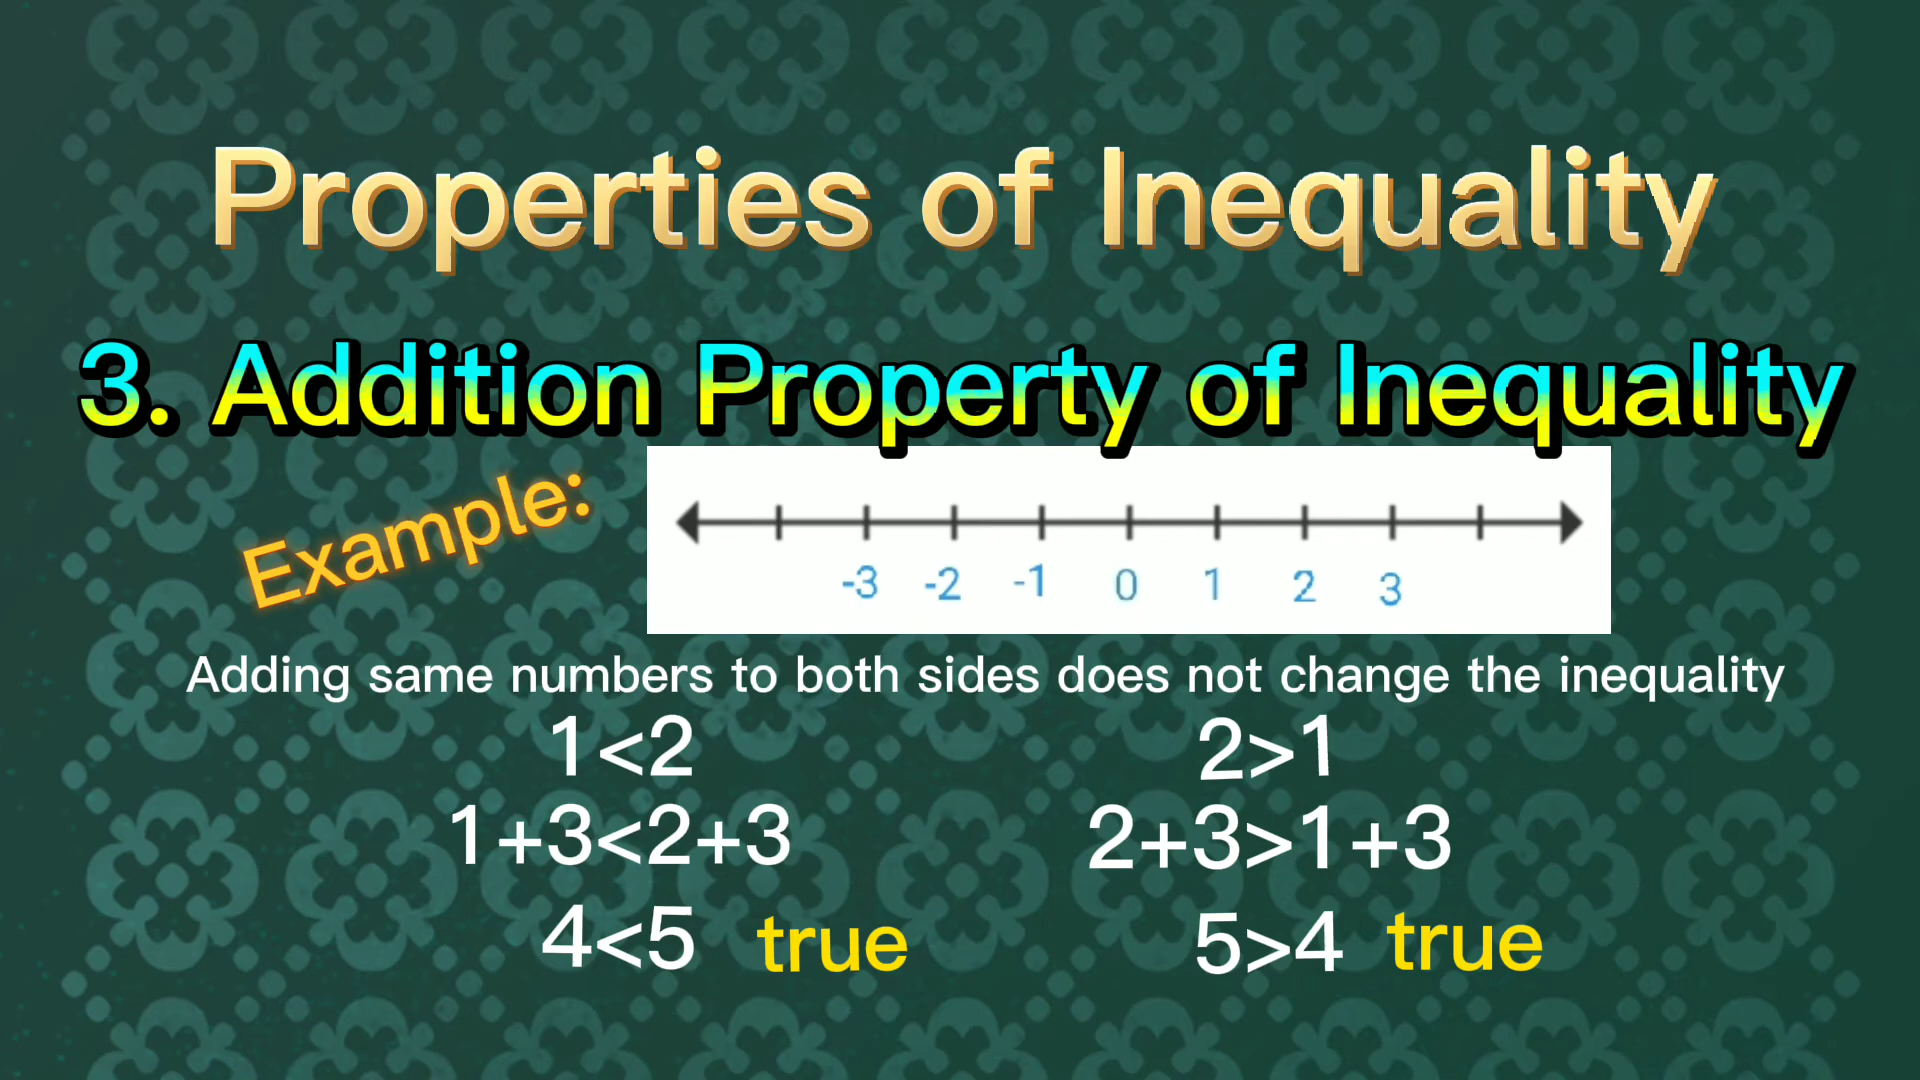 Properties of Inequality
3. Addition Property of Inequality
Example:
-3 -2 -1 0 1 2 3
Adding same numbers to both sides does not change the inequality
1<2
2>1
1+3<2+3
2+3>1+3
4<5 true
5>4 true